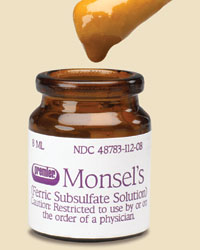 8 ML NDC 48783-112-08
premier Monsel's
(Ferric Subsulfate Solution)
Caution: Restricted to use by or on
the order of a physician.